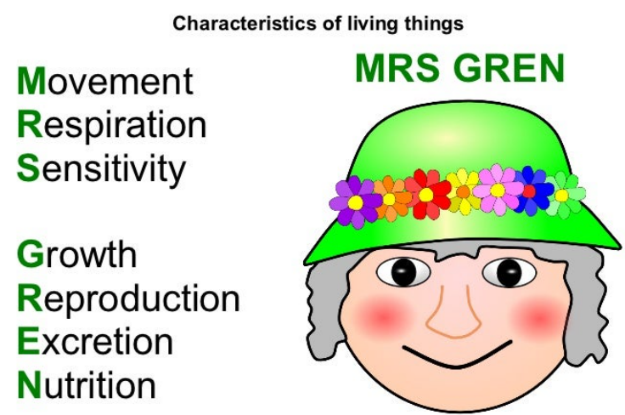 Characteristics of living things
MRS GREN
Movement
Respiration
Sensitivity
Growth
Reproduction
Excretion
Nutrition